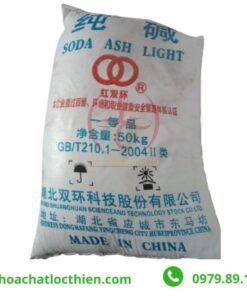 纯碱
SODA ASH LIGHT
®
红双环
一等品
净含量:50kg
GB/T210.1-2004 II类
湖北双环科技股份有限公司
MADE IN CHINA
hoachatlocthien.com
0979.89.1